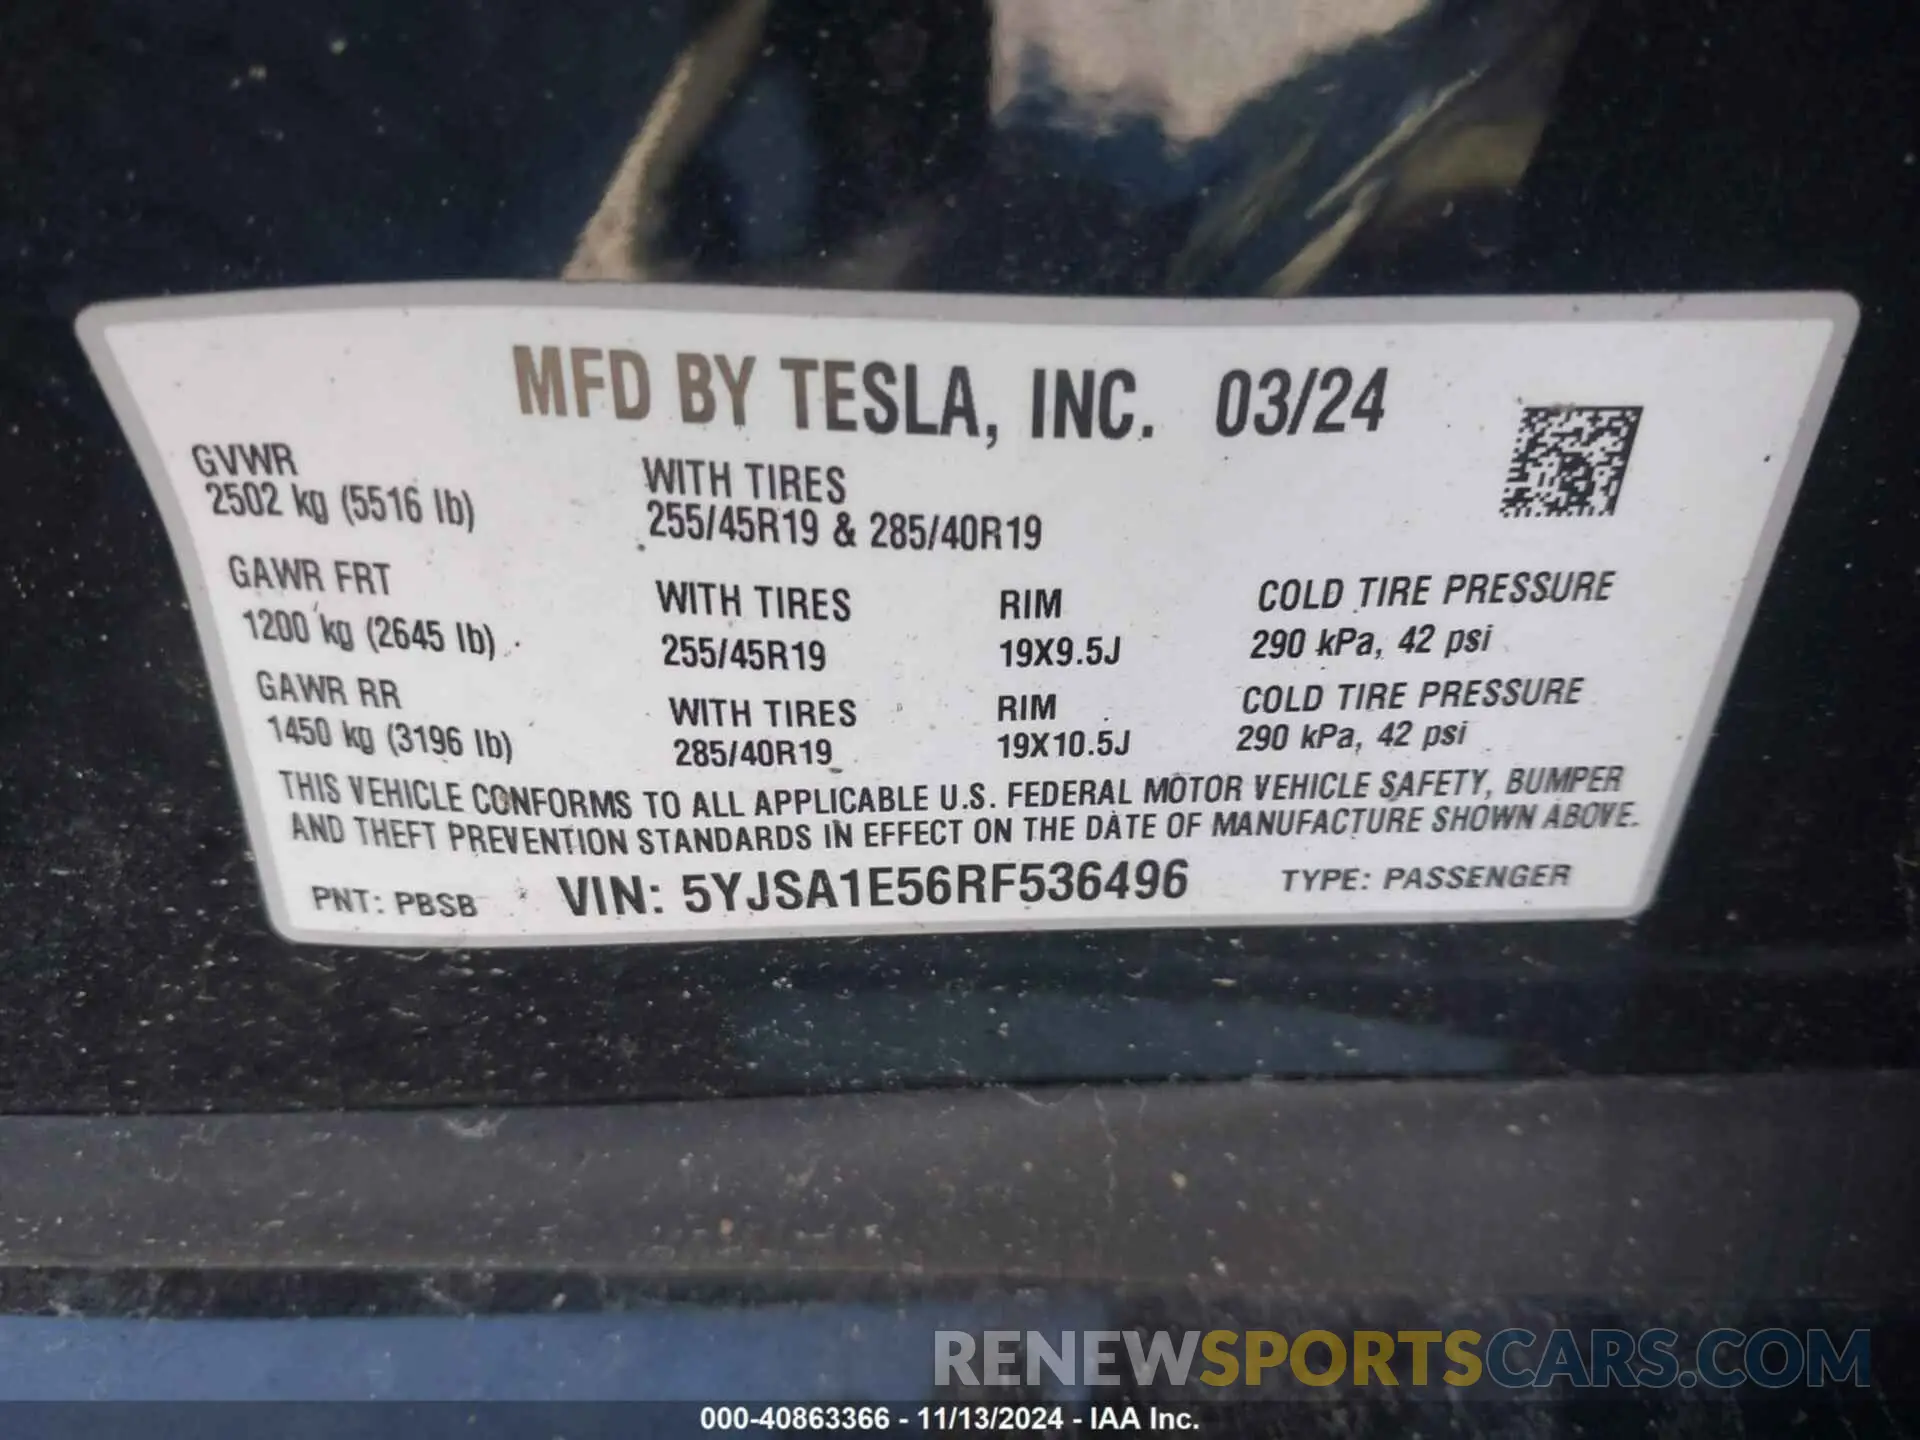 MFD BY TESLA, INC. 03/24
GVWR WITH TIRES
2502 kg (5516 lb) 255/45R19 & 285/40R19
GAWR FRT WITH TIRES RIM COLD TIRE PRESSURE
1200 kg (2645 lb) 255/45R19 19X9.5J 290 kPa, 42 psi
GAWR RR WITH TIRES RIM COLD TIRE PRESSURE
1450 kg (3196 lb) 285/40R19 19X10.5J 290 kPa, 42 psi
THIS VEHICLE CONFORMS TO ALL APPLICABLE U.S. FEDERAL MOTOR VEHICLE SAFETY, BUMPER
AND THEFT PREVENTION STANDARDS IN EFFECT ON THE DATE OF MANUFACTURE SHOWN ABOVE.
PNT: PBSB VIN: 5YJSA1E56RF536496 TYPE: PASSENGER
RENEWSPORTSCARS.COM
000-40863366 - 11/13/2024 - IAA Inc.